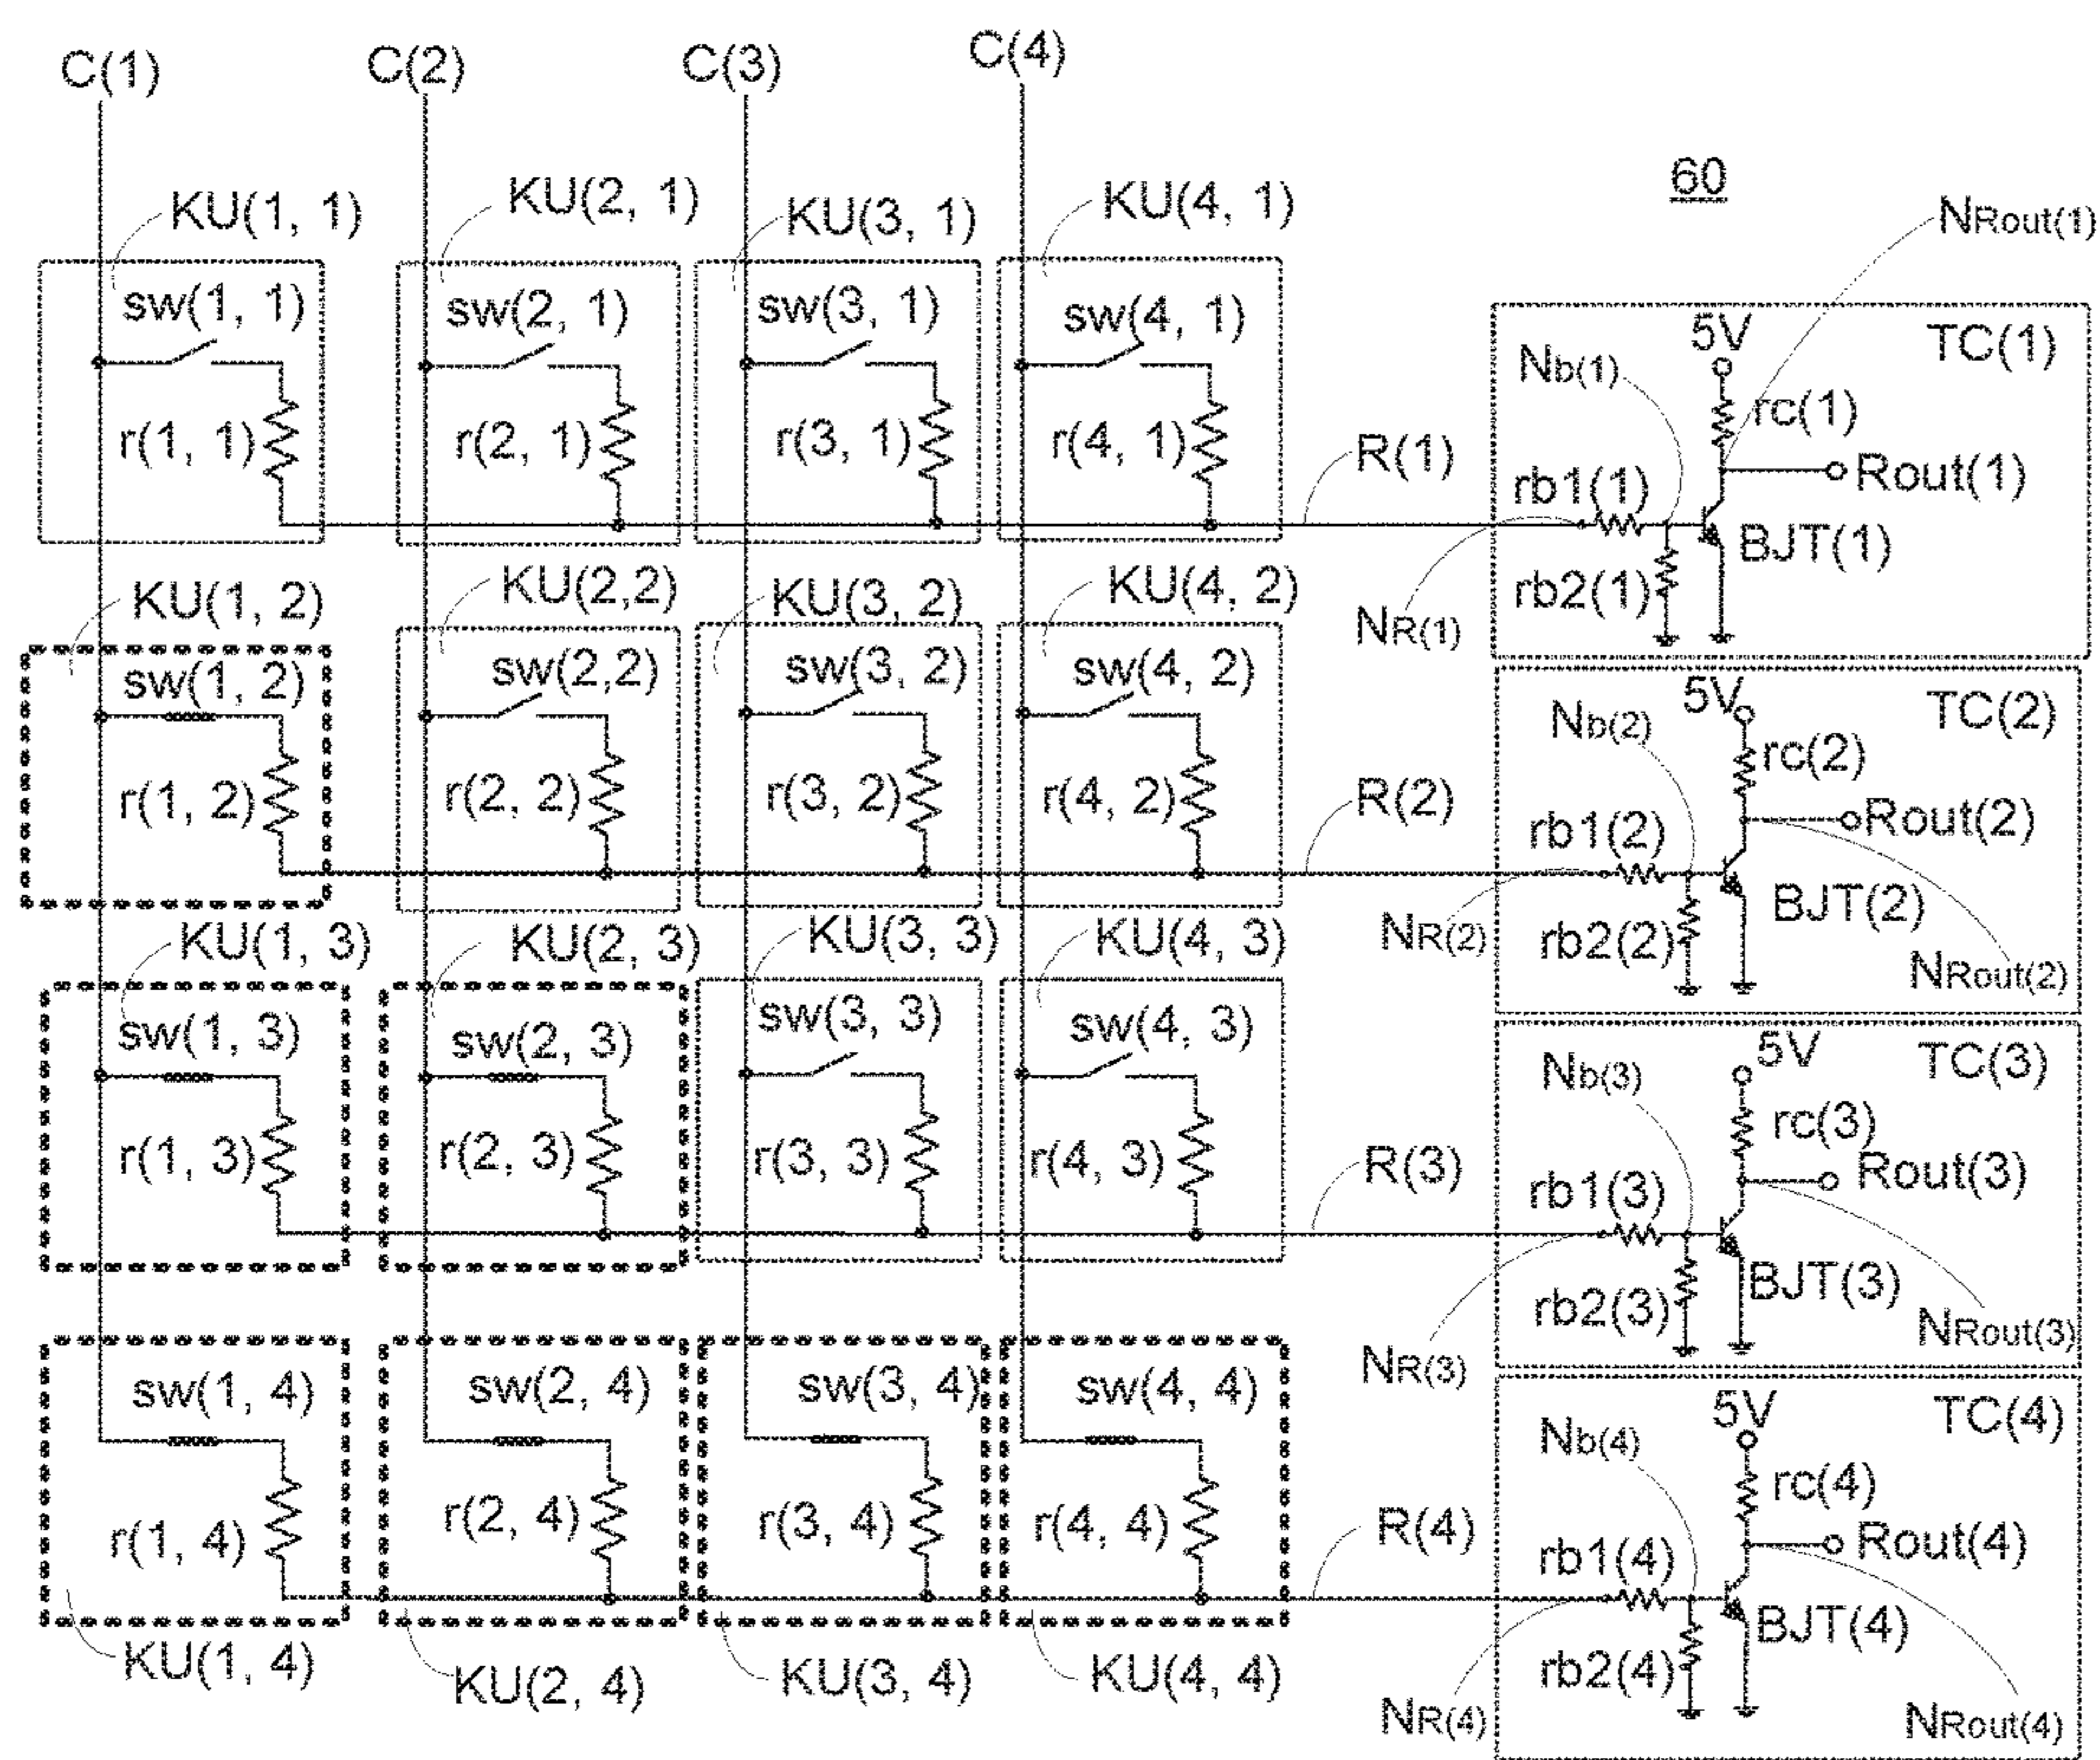 C(1) C(2) C(3) C(4)
60
KU(1, 1) KU(2, 1) KU(3, 1) KU(4, 1) NRout(1)
sw(1, 1) sw(2, 1) sw(3, 1) sw(4, 1) 5V TC(1)
Nb(1)
rc(1)
r(1, 1) r(2, 1) r(3, 1) r(4, 1) R(1) rb1(1) Rout(1)
BJT(1)
KU(1, 2) KU(2,2) KU(3, 2) KU(4, 2) NR(1) rb2(1)
sw(1, 2) sw(2,2) sw(3, 2) sw(4, 2) Nb(2) 5V TC(2)
rc(2)
r(1, 2) r(2, 2) r(3, 2) r(4, 2) R(2) rb1(2) Rout(2)
BJT(2)
KU(1, 3) KU(2, 3) KU(3, 3) KU(4, 3) NR(2) rb2(2)
NRout(2)
sw(1, 3) sw(2, 3) sw(3, 3) sw(4, 3) Nb(3) 5V TC(3)
rc(3)
r(1, 3) r(2, 3) r(3, 3) r(4, 3) R(3) rb1(3) Rout(3)
BJT(3)
rb2(3)
NR(3) NRout(3)
sw(1, 4) sw(2, 4) sw(3, 4) sw(4, 4) Nb(4) 5V TC(4)
rc(4)
r(1, 4) r(2, 4) r(3, 4) r(4, 4) R(4) rb1(4) Rout(4)
BJT(4)
KU(1, 4) KU(2, 4) KU(3, 4) KU(4, 4) rb2(4)
NR(4) NRout(4)